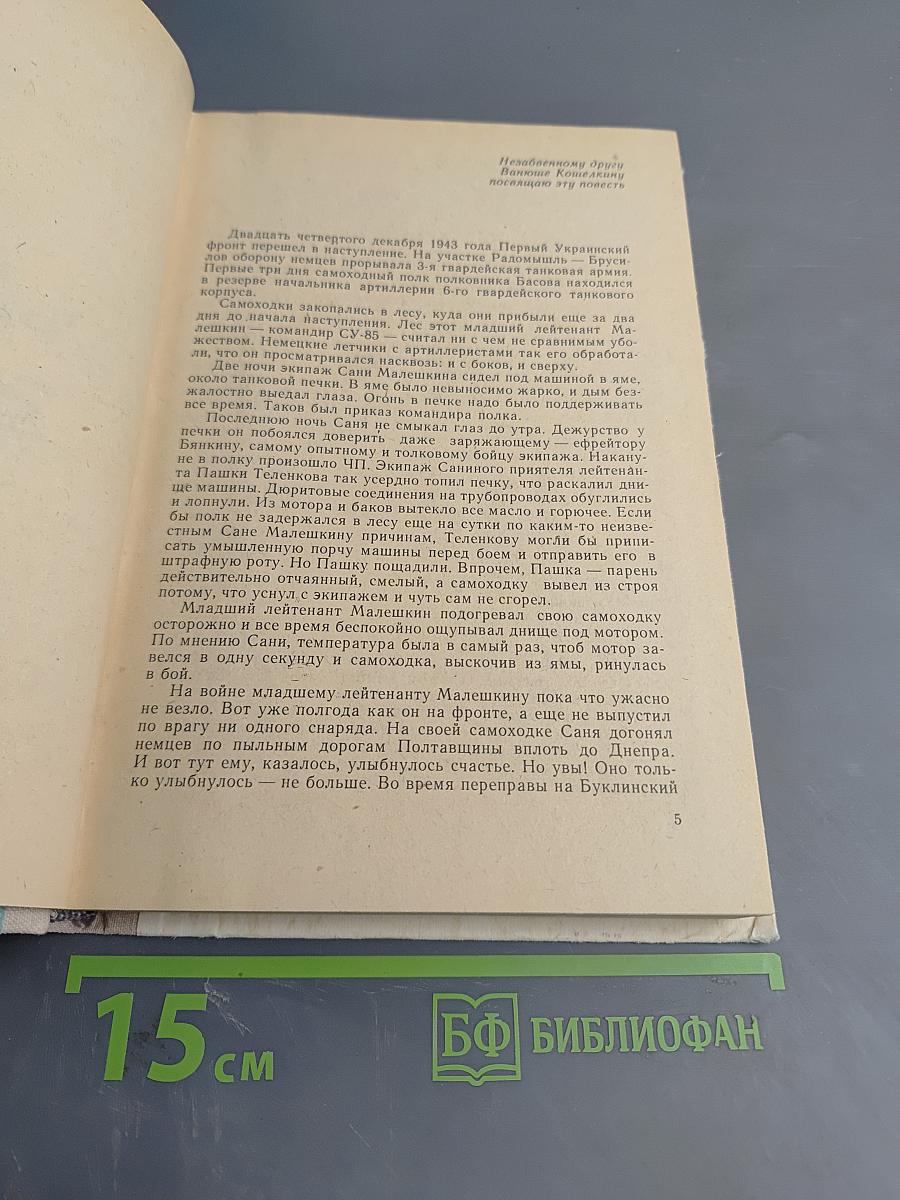 Незабвенному другу
Ванюше Кошелкину
посвящаю эту повесть
Двадцать четвертого декабря 1943 года Первый Украинский
фронт перешел в наступление. На участке Радомышль — Бруси-
лов оборону немцев прорывала 3-я гвардейская танковая армия.
Первые три дня самоходный полк полковника Басова находился
в резерве начальника артиллерии 6-го гвардейского танкового
корпуса.
Самоходки закопались в лесу, куда они прибыли еще за два
дня до начала наступления. Лес этот младший лейтенант Ма-
лешкин — командир СУ-85 — считал ни с чем не сравнимым убо-
жеством. Немецкие летчики с артиллеристами так его обработа-
ли, что он просматривался насквозь: и с боков, и сверху.
Две ночи экипаж Сани Малешкина сидел под машиной в яме,
около танковой печки. В яме было невыносимо жарко, и дым без-
жалостно выедал глаза. Огонь в печке надо было поддерживать
все время. Таков был приказ командира полка.
Последнюю ночь Саня не смыкал глаз до утра. Дежурство у
печки он побоялся доверить даже заряжающему — ефрейтору
Бянкину, самому опытному и толковому бойцу экипажа. Накану-
не в полку произошло ЧП. Экипаж Саниного приятеля лейтенан-
та Пашки Теленкова так усердно топил печку, что раскалил дни-
ще машины. Дюритовые соединения на трубопроводах обуглились
и лопнули. Из мотора и баков вытекло все масло и горючее. Если
бы полк не задержался в лесу еще на сутки по каким-то неизве-
стным Сане Малешкину причинам, Теленкову могли бы припи-
сать умышленную порчу машины перед боем и отправить его в
штрафную роту. Но Пашку пощадили. Впрочем, Пашка — парень
действительно отчаянный, смелый, а самоходку вывел из строя
потому, что уснул с экипажем и чуть сам не сгорел.
Младший лейтенант Малешкин подогревал свою самоходку
осторожно и все время беспокойно ощупывал днище под мотором.
По мнению Сани, температура была в самый раз, чтоб мотор за-
велся в одну секунду и самоходка, выскочив из ямы, ринулась
в бой.
На войне младшему лейтенанту Малешкину пока что ужасно
не везло. Вот уже полгода как он на фронте, а еще не выпустил
по врагу ни одного снаряда. На своей самоходке Саня догонял
немцев по пыльным дорогам Полтавщины вплоть до Днепра.
И вот тут ему, казалось, улыбнулось счастье. Но увы! Оно толь-
ко улыбнулось — не больше. Во время переправы на Буклинский
5
15 см
БФ БИБЛИОФАН